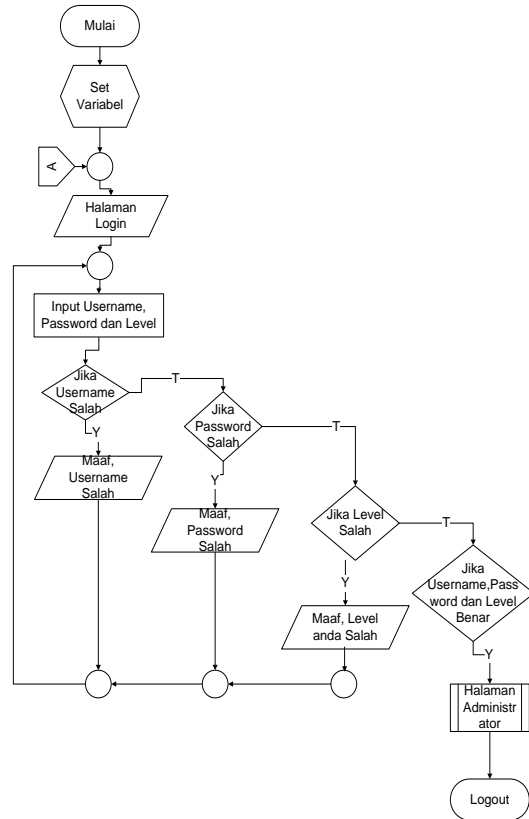 Mulai
Set
Variabel
A
Halaman
Login
Input Username,
Password dan Level
Jika
Username
Salah
T
Y
Maaf,
Username
Salah
Jika
Password
Salah
T
Y
Maaf,
Password
Salah
Jika Level
Salah
T
Y
Maaf, Level
anda Salah
Jika
Username,Pass
word dan Level
Benar
Y
Halaman
Administr
ator
Logout